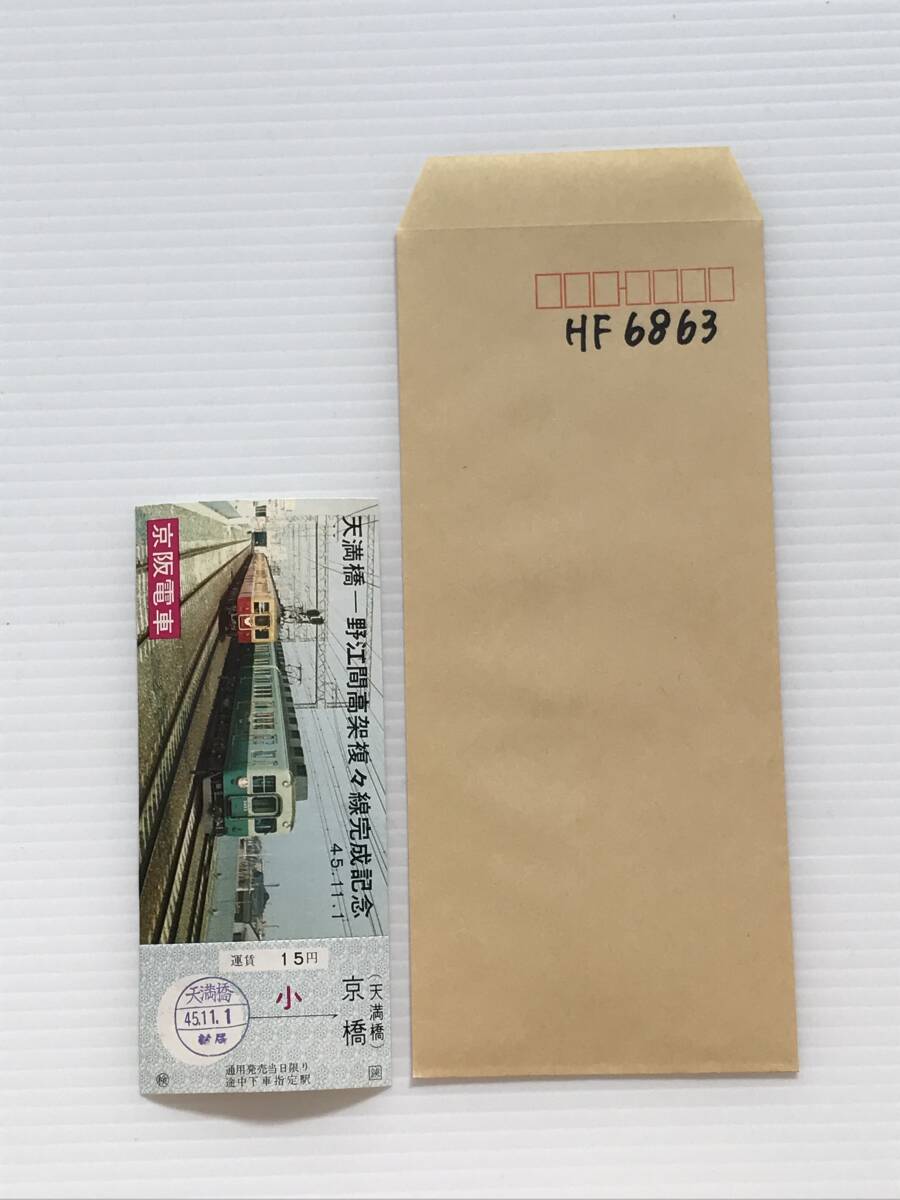 HF6863
天満橋―野江間高架複々線完成記念
45.11.1
京阪電車
運賃 15円
天満橋
45.11.1
小
京橋
(天満橋)
通用発売当日限り
途中下車指定駅
検